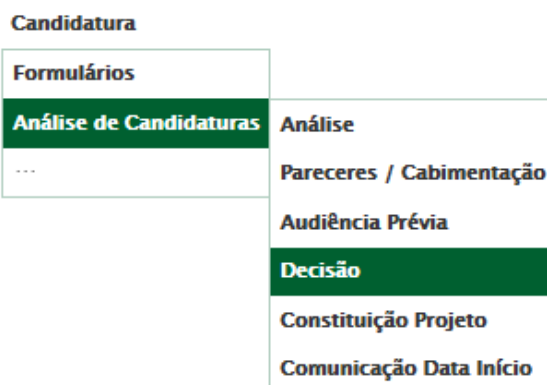 Candidatura
Formulários
Análise de Candidaturas
...
Análise
Pareceres / Cabimentação
Audiência Prévia
Decisão
Constituição Projeto
Comunicação Data Início